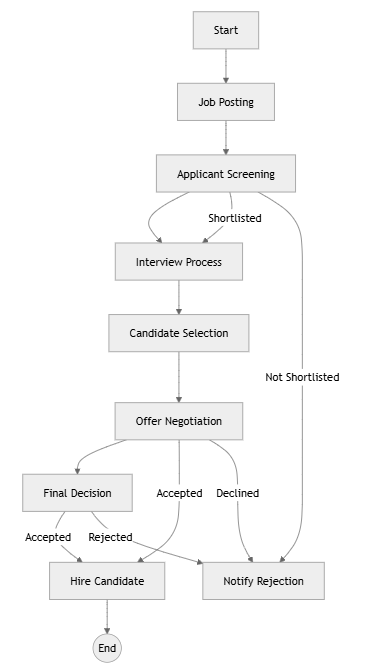 Start
Job Posting
Applicant Screening
Shortlisted
Interview Process
Candidate Selection
Not Shortlisted
Offer Negotiation
Final Decision
Accepted
Declined
Accepted
Rejected
Hire Candidate
Notify Rejection
End